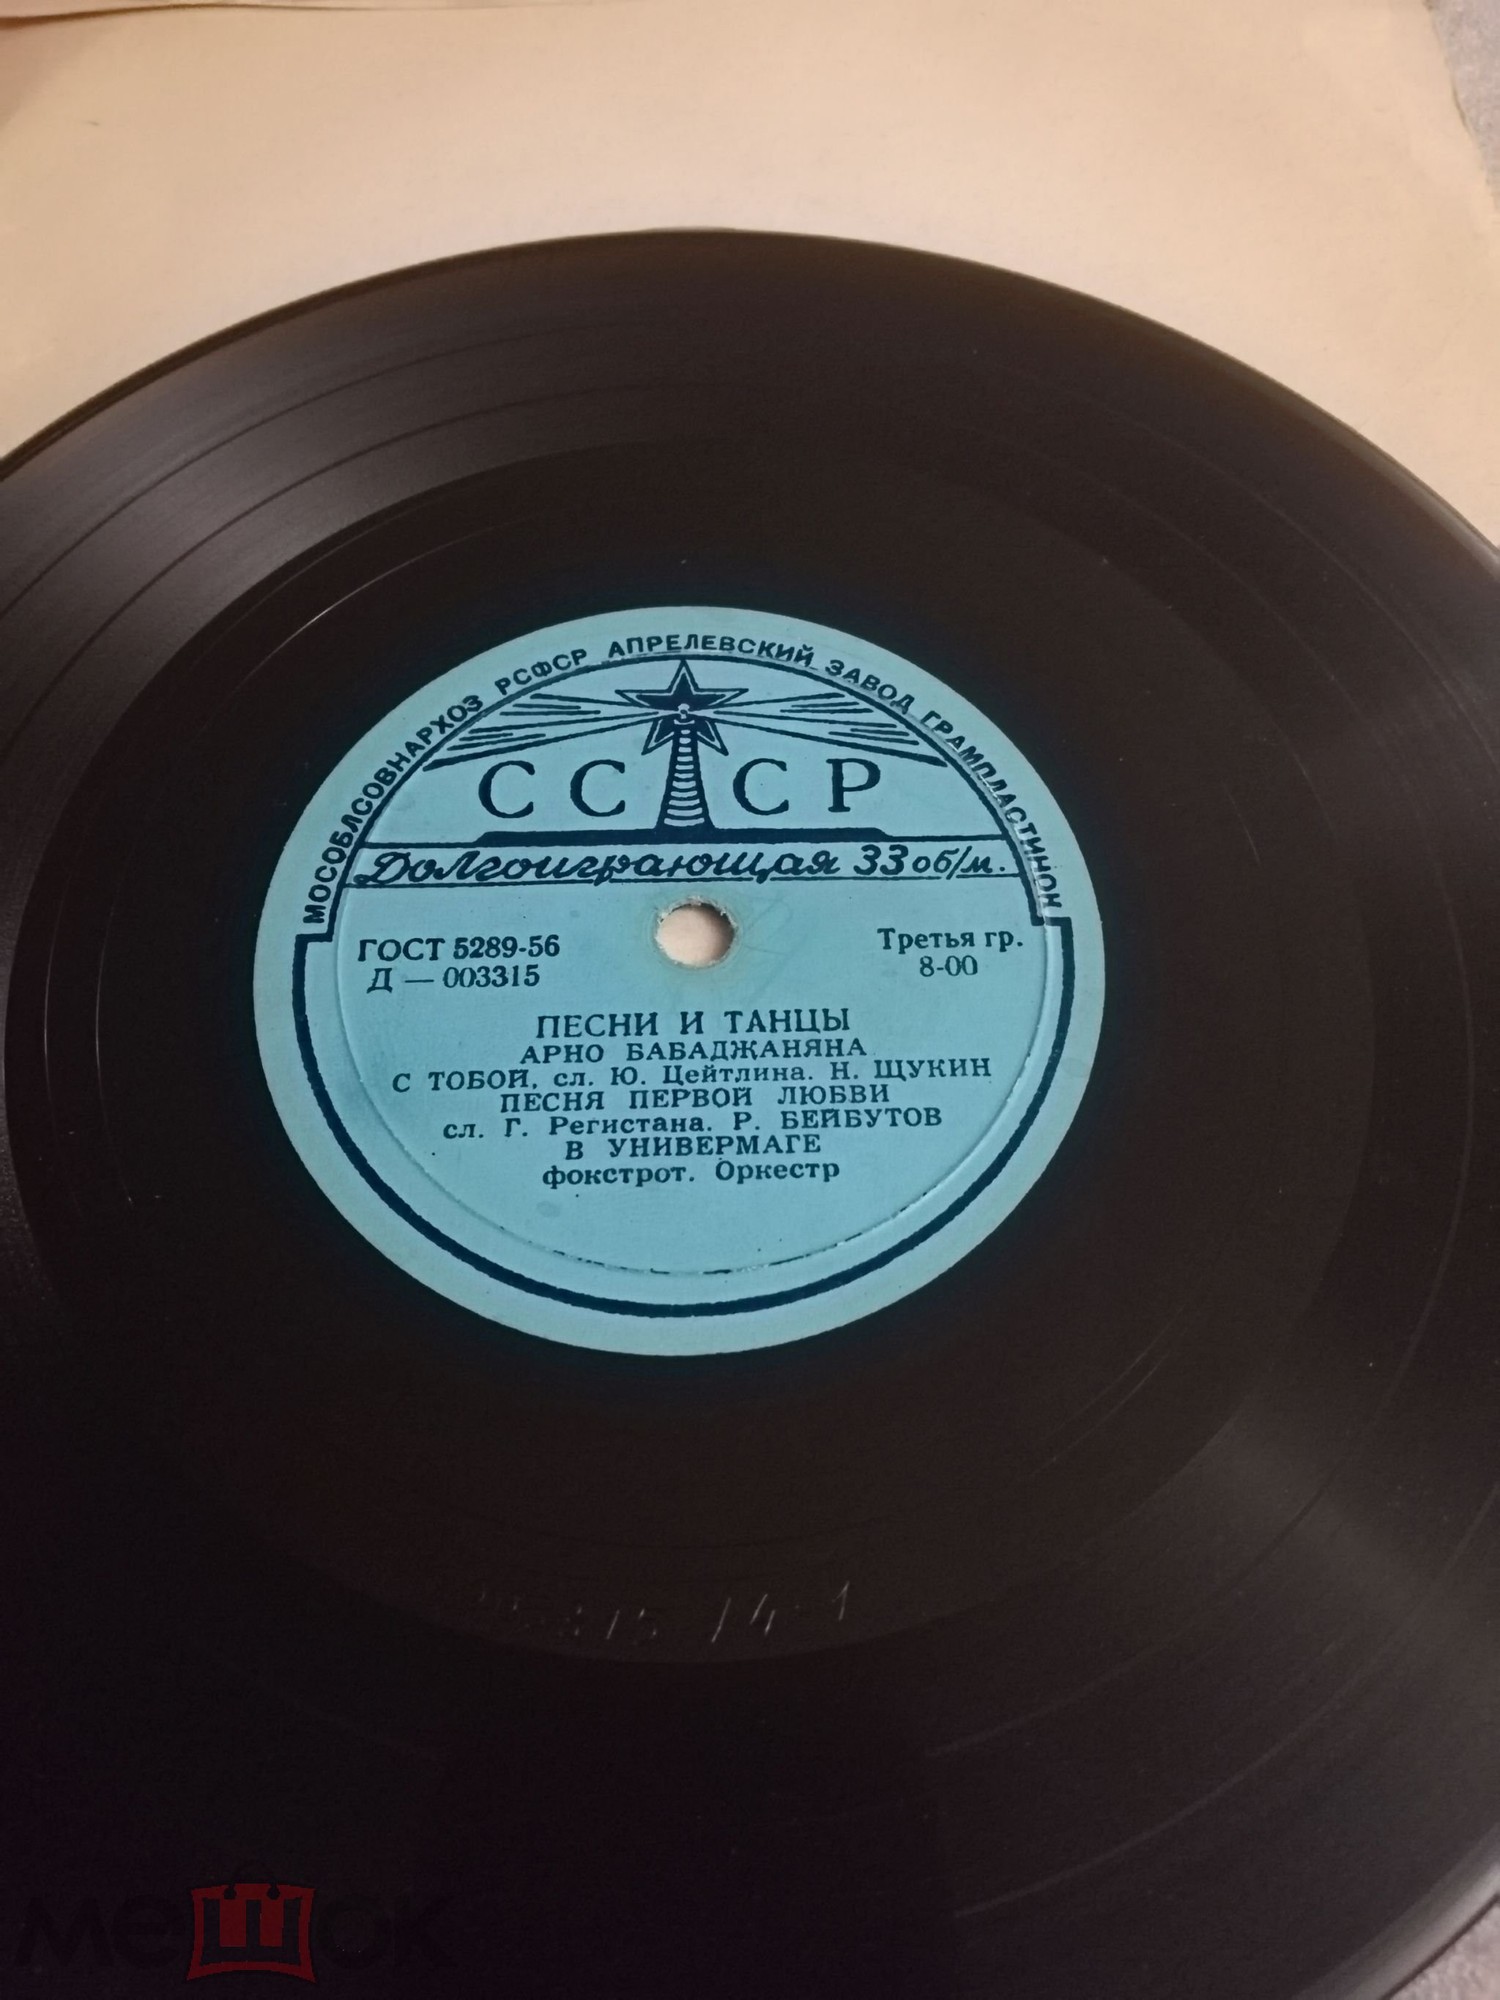 МОСОБЛСОВНАРХОЗ РСФСР АПРЕЛЕВСКИЙ ЗАВОД ГРАМПЛАСТИНОК
СССР
Долгоиграющая 33 об/м.
ГОСТ 5289-56
Д — 003315
Третья гр.
8-00
ПЕСНИ И ТАНЦЫ
АРНО БАБАДЖАНЯНА
С ТОБОЙ, сл. Ю. Цейтлина. Н. ЩУКИН
ПЕСНЯ ПЕРВОЙ ЛЮБВИ
сл. Г. Регистана. Р. БЕЙБУТОВ
В УНИВЕРМАГЕ
фокстрот. Оркестр
мешок